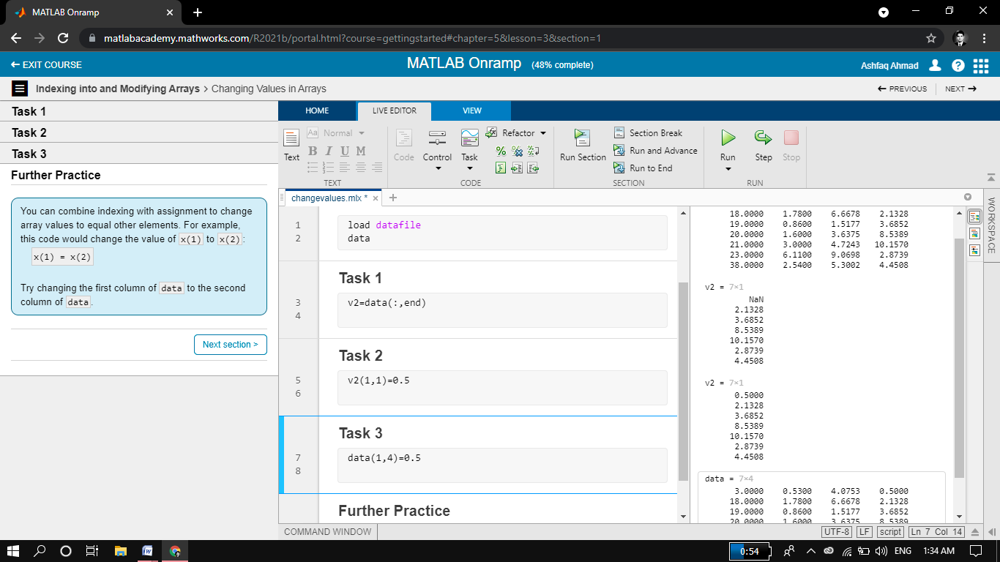 MATLAB Onramp
matlabacademy.mathworks.com/R2021b/portal.html?course=gettingstarted#chapter=5&lesson=3&section=1
← EXIT COURSE
MATLAB Onramp (48% complete)
Ashfaq Ahmad
Indexing into and Modifying Arrays > Changing Values in Arrays
← PREVIOUS
NEXT →
Task 1
Task 2
Task 3
Further Practice
You can combine indexing with assignment to change
array values to equal other elements. For example,
this code would change the value of x(1) to x(2):
x(1) = x(2)
Try changing the first column of data to the second
column of data.
Next section >
HOME
LIVE EDITOR
VIEW
Text
Aa Normal
B I U M
TEXT
Code
Control
Task
Refactor
CODE
Run Section
Section Break
Run and Advance
Run to End
SECTION
Run
Step
Stop
RUN
changevalues.mlx *
1 load datafile
2 data
Task 1
3 v2=data(:,end)
4
Task 2
5 v2(1,1)=0.5
6
Task 3
7 data(1,4)=0.5
8
Further Practice
18.0000 1.7800 6.6678 2.1328
19.0000 0.8600 1.5177 3.6852
20.0000 1.6000 3.6375 8.5389
21.0000 3.0000 4.7243 10.1570
23.0000 6.1100 9.0698 2.8739
38.0000 2.5400 5.3002 4.4508
v2 = 7×1
NaN
2.1328
3.6852
8.5389
10.1570
2.8739
4.4508
v2 = 7×1
0.5000
2.1328
3.6852
8.5389
10.1570
2.8739
4.4508
data = 7×4
3.0000 0.5300 4.0753 0.5000
18.0000 1.7800 6.6678 2.1328
19.0000 0.8600 1.5177 3.6852
20.0000 1.6000 3.6375 8.5389
WORKSPACE
COMMAND WINDOW
UTF-8 LF script Ln 7 Col 14
0:54
ENG
1:34 AM